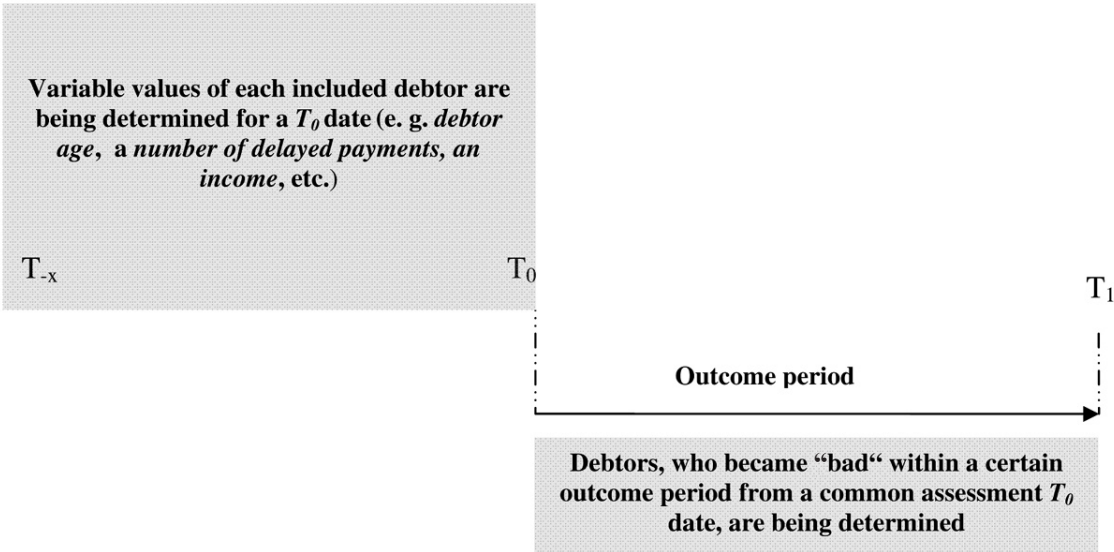 Variable values of each included debtor are
being determined for a T₀ date (e. g. debtor
age,  a number of delayed payments, an
income, etc.)
T₋ₓ
T₀
T₁
Outcome period
Debtors, who became “bad“ within a certain
outcome period from a common assessment T₀
date, are being determined